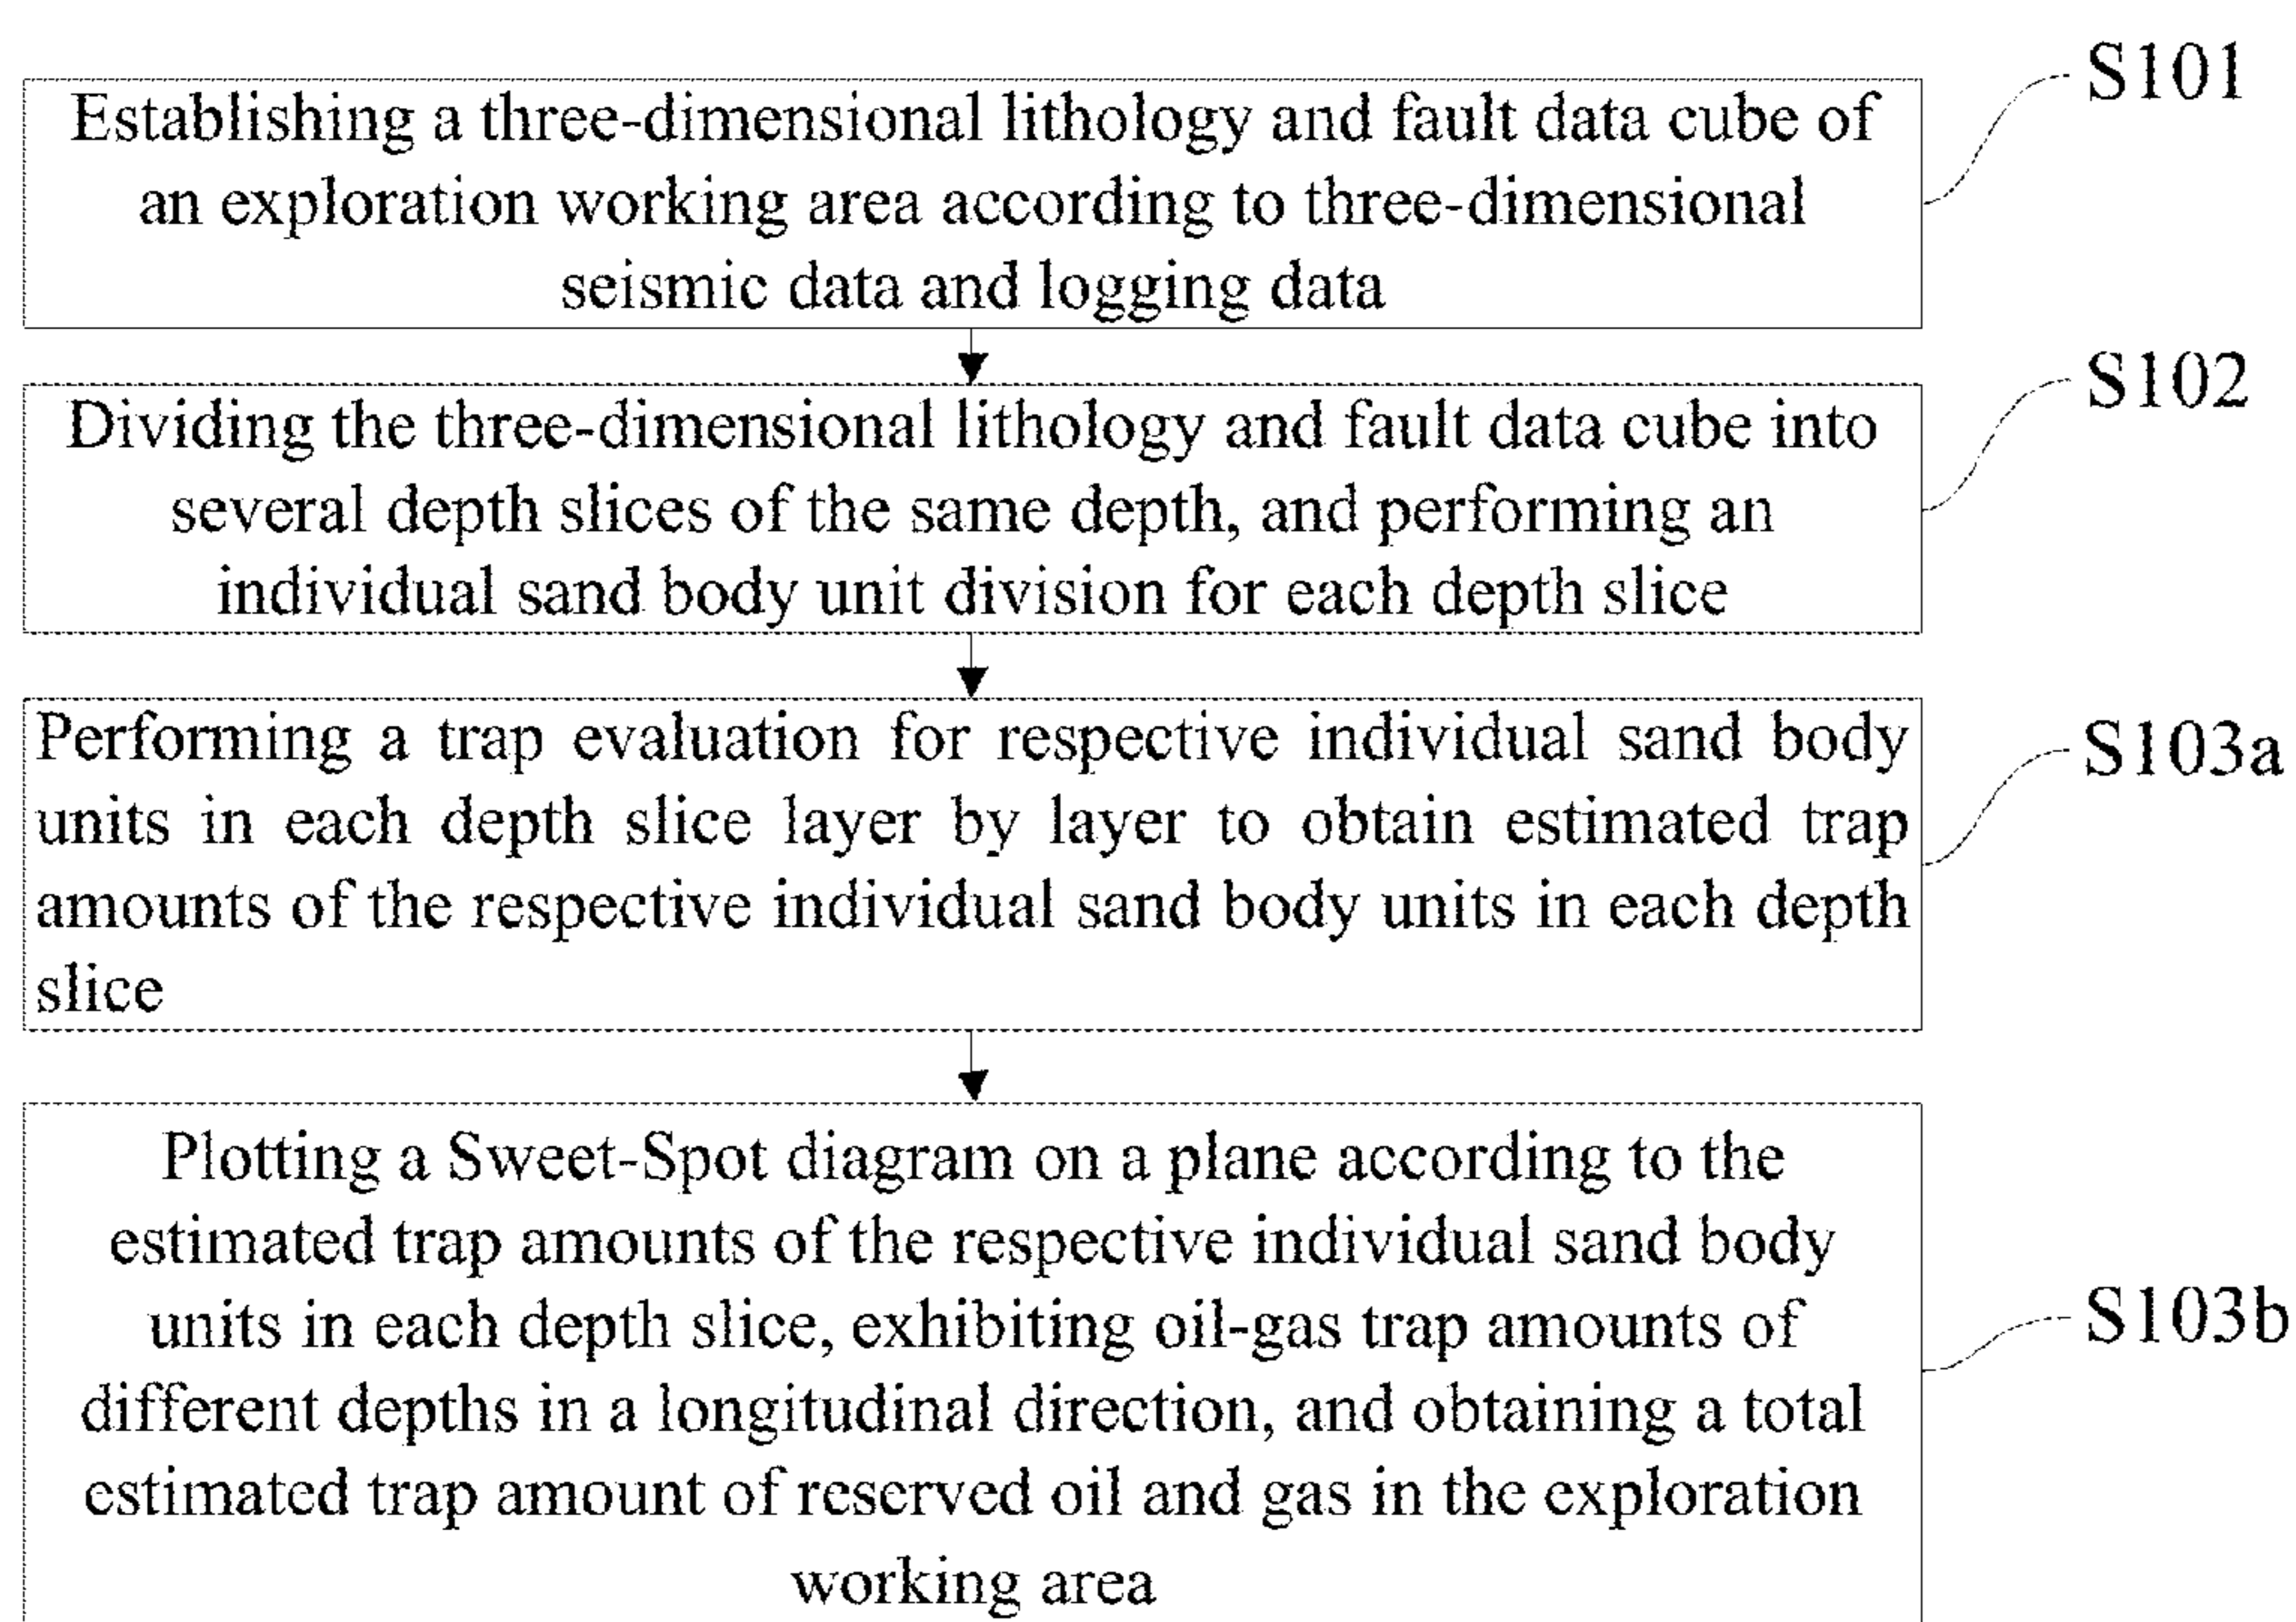 S101
Establishing a three-dimensional lithology and fault data cube of
an exploration working area according to three-dimensional
seismic data and logging data
S102
Dividing the three-dimensional lithology and fault data cube into
several depth slices of the same depth, and performing an
individual sand body unit division for each depth slice
S103a
Performing a trap evaluation for respective individual sand body
units in each depth slice layer by layer to obtain estimated trap
amounts of the respective individual sand body units in each depth
slice
S103b
Plotting a Sweet-Spot diagram on a plane according to the
estimated trap amounts of the respective individual sand body
units in each depth slice, exhibiting oil-gas trap amounts of
different depths in a longitudinal direction, and obtaining a total
estimated trap amount of reserved oil and gas in the exploration
working area